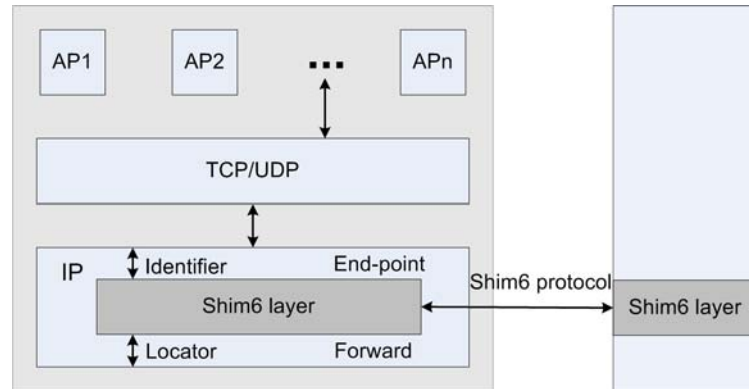 AP1
AP2
...
APn
TCP/UDP
IP
Identifier
End-point
Shim6 layer
Locator
Forward
Shim6 protocol
Shim6 layer